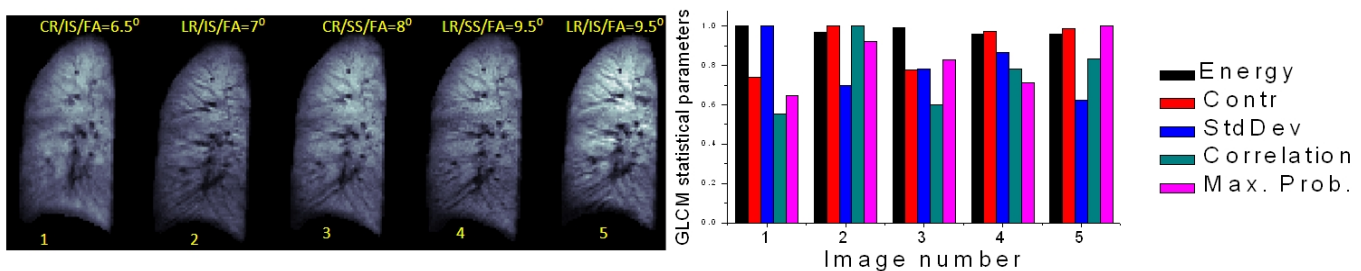 CR/IS/FA=6.5⁰ LR/IS/FA=7⁰ CR/SS/FA=8⁰ LR/SS/FA=9.5⁰ LR/IS/FA=9.5⁰
1 2 3 4 5
GLCM statistical parameters
1.0
0.8
0.6
0.4
0.2
0.0
1 2 3 4 5
Image number
Energy
Contr
StdDev
Correlation
Max. Prob.